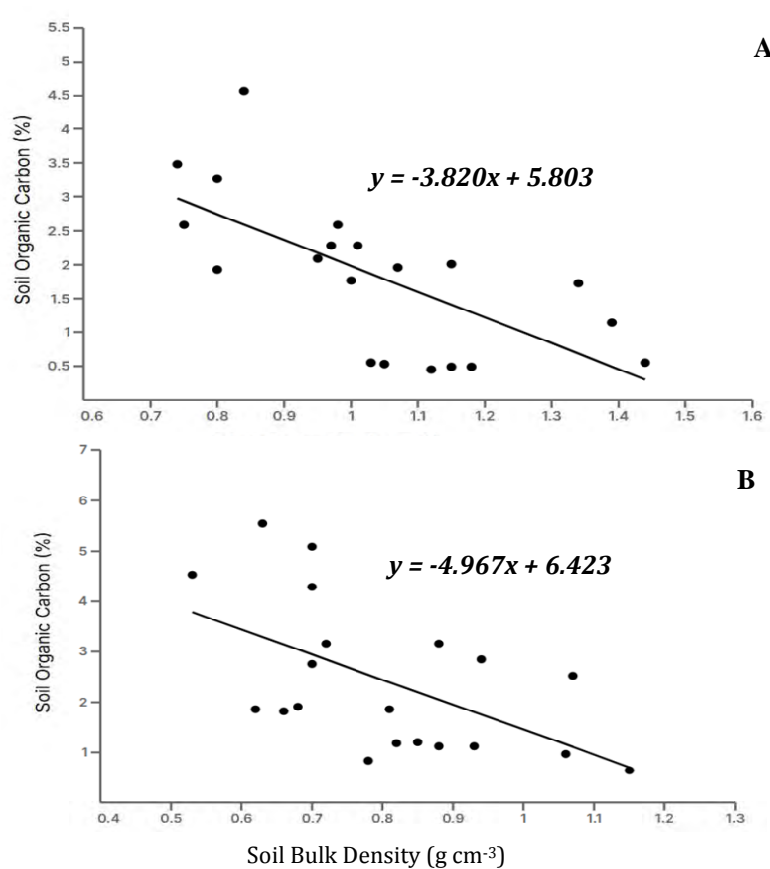 5.5
A
5
4.5
4
3.5
3
2.5
2
1.5
1
0.5
Soil Organic Carbon (%)
y = -3.820x + 5.803
0.6 0.7 0.8 0.9 1 1.1 1.2 1.3 1.4 1.5 1.6
7
B
6
5
4
3
2
1
Soil Organic Carbon (%)
y = -4.967x + 6.423
0.4 0.5 0.6 0.7 0.8 0.9 1 1.1 1.2 1.3
Soil Bulk Density (g cm-3)